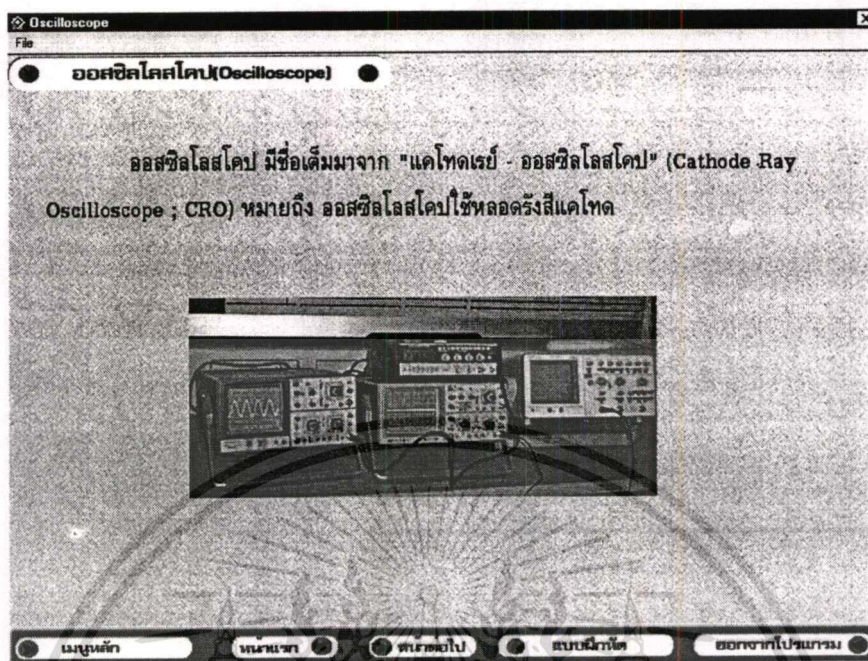 Oscilloscope
File
ออสซิลโลสโคป(Oscilloscope)
ออสซิลโลสโคป มีชื่อเต็มมาจาก "แคโทดเรย์ - ออสซิลโลสโคป" (Cathode Ray
Oscilloscope ; CRO) หมายถึง ออสซิลโลสโคปใช้หลอดรังสีแคโทด
เมนูหลัก
หน้าแรก
หน้าต่อไป
แบบฝึกหัด
ออกจากโปรแกรม